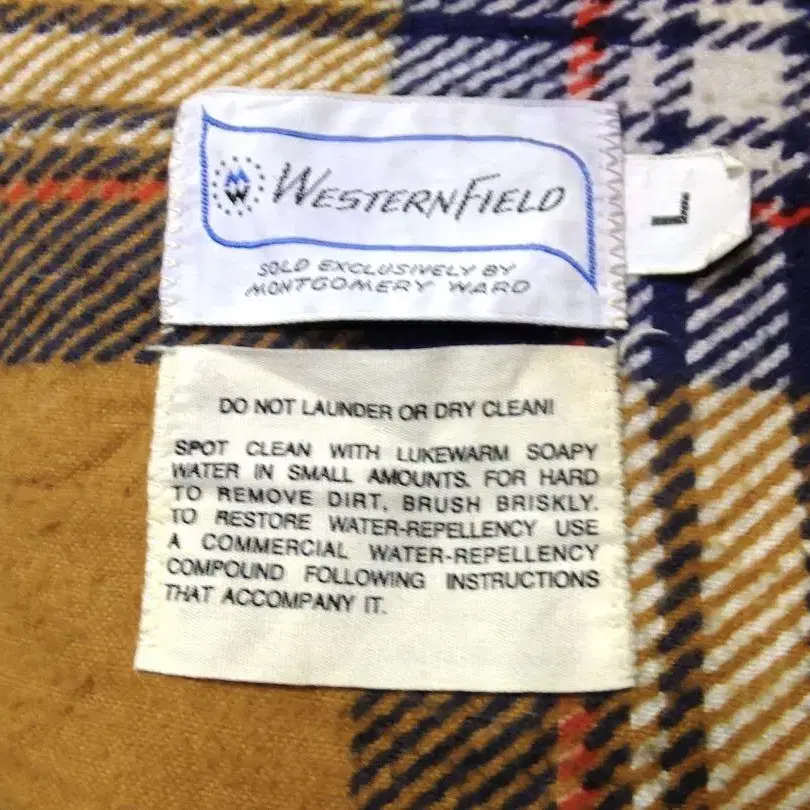 WESTERNFIELD
L
SOLD EXCLUSIVELY BY
MONTGOMERY WARD
DO NOT LAUNDER OR DRY CLEAN!
SPOT CLEAN WITH LUKEWARM SOAPY
WATER IN SMALL AMOUNTS. FOR HARD
TO REMOVE DIRT, BRUSH BRISKLY.
TO RESTORE WATER-REPELLENCY USE
A COMMERCIAL WATER-REPELLENCY
COMPOUND FOLLOWING INSTRUCTIONS
THAT ACCOMPANY IT.